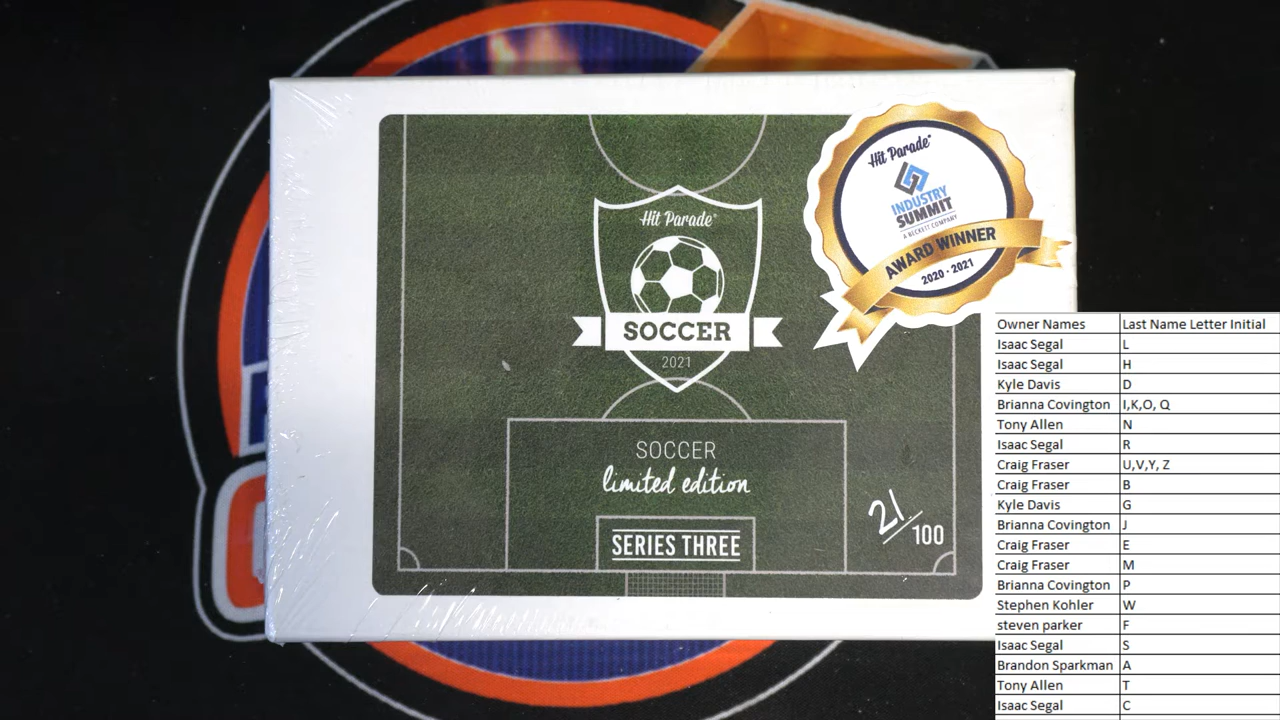 Hit Parade
SOCCER
2021
SOCCER
limited edition
SERIES THREE
21/100
Hit Parade
INDUSTRY
SUMMIT
A BECKETT COMPANY
AWARD WINNER
2020 · 2021
Owner Names Last Name Letter Initial
Isaac Segal L
Isaac Segal H
Kyle Davis D
Brianna Covington I,K,O, Q
Tony Allen N
Isaac Segal R
Craig Fraser U,V,Y, Z
Craig Fraser B
Kyle Davis G
Brianna Covington J
Craig Fraser E
Craig Fraser M
Brianna Covington P
Stephen Kohler W
steven parker F
Isaac Segal S
Brandon Sparkman A
Tony Allen T
Isaac Segal C